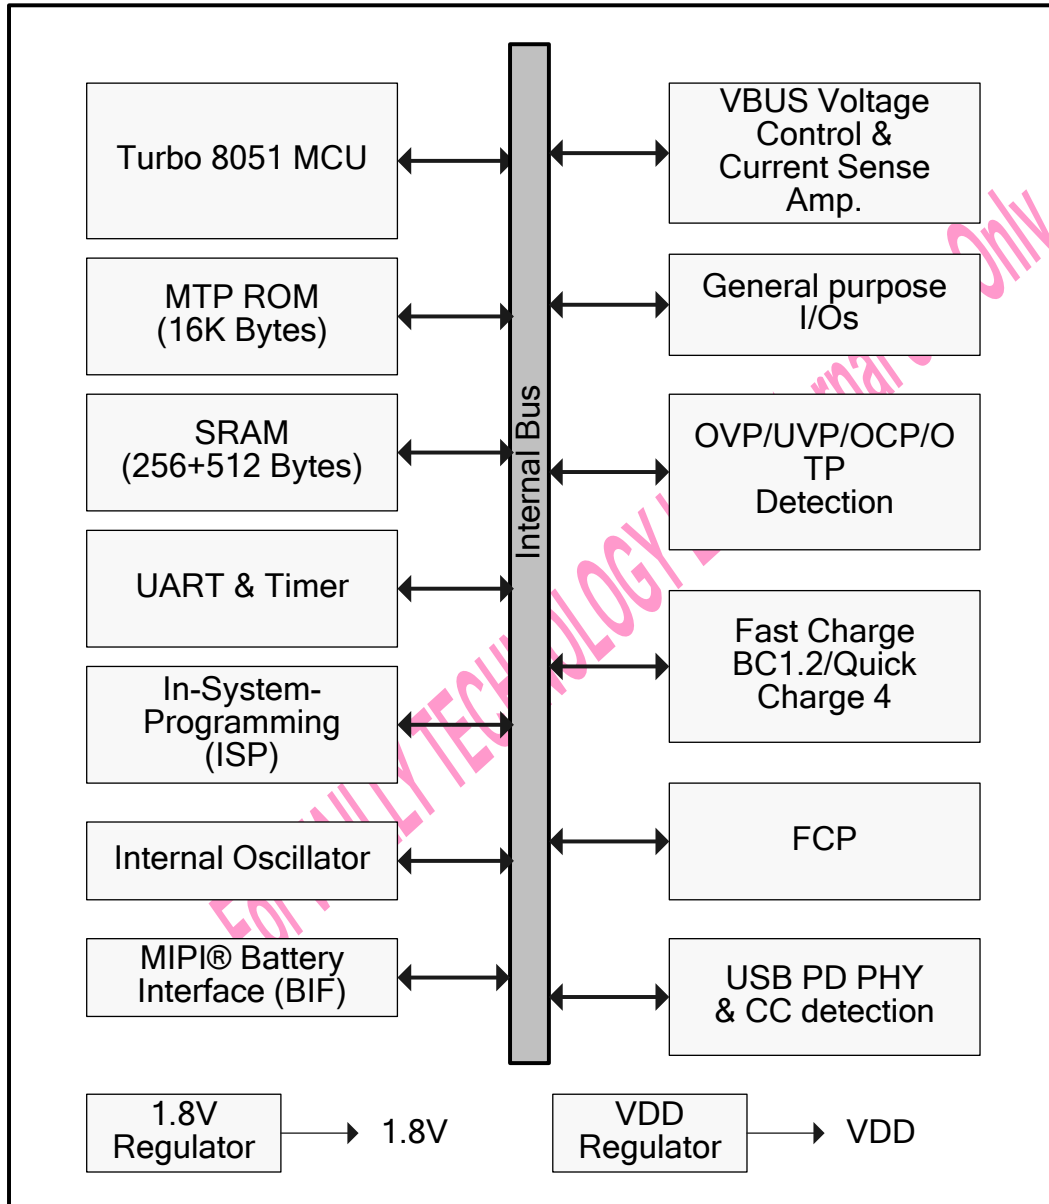 Turbo 8051 MCU
MTP ROM
(16K Bytes)
SRAM
(256+512 Bytes)
UART & Timer
In-System-
Programming
(ISP)
Internal Oscillator
MIPI® Battery
Interface (BIF)
Internal Bus
VBUS Voltage
Control &
Current Sense
Amp.
General purpose
I/Os
OVP/UVP/OCP/O
TP
Detection
Fast Charge
BC1.2/Quick
Charge 4
FCP
USB PD PHY
& CC detection
1.8V
Regulator
1.8V
VDD
Regulator
VDD
For TECHNOLOGY Only